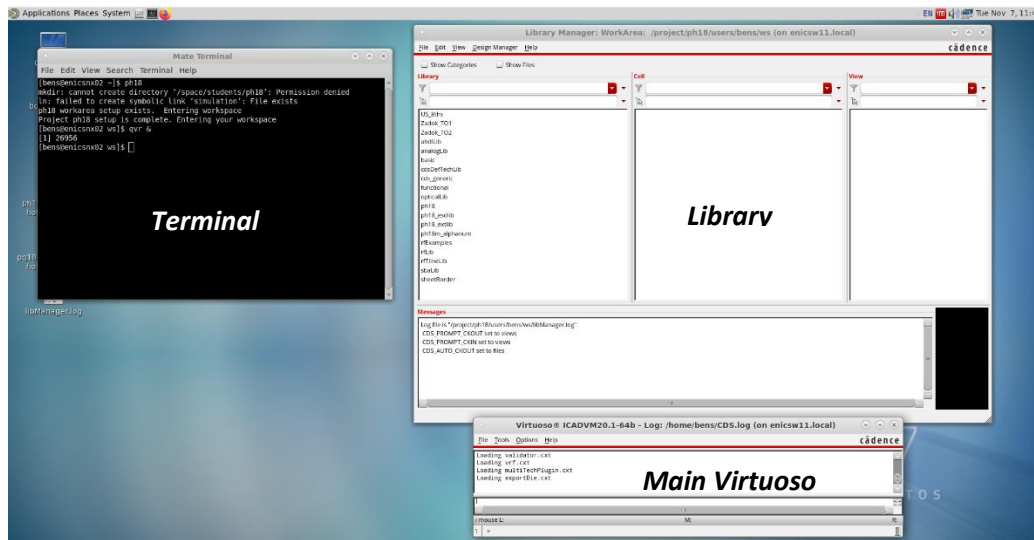 Applications Places System
EN
Tue Nov 7, 11:
Mate Terminal
File Edit View Search Terminal Help
[bens@enicsnx02 ~]$ ph18
mkdir: cannot create directory ‘/space/students/ph18’: Permission denied
ln: failed to create symbolic link ‘simulation’: File exists
ph18 workarea setup exists.  Entering workspace
Project ph18 setup is complete. Entering your workspace
[bens@enicsnx02 ws]$ qvr &
[1] 26956
[bens@enicsnx02 ws]$
Terminal
libManager.log
Library Manager: WorkArea: /project/ph18/users/bens/ws (on enicsw11.local)
File Edit View Design Manager Help
cādence
Show Categories Show Files
Library
Cell
View
US_8ths
Zadok_TO1
Zadok_TO2
ahdlLib
analogLib
basic
cdsDefTechLib
cds_generic
functional
opticalLib
ph18
ph18_esdlib
ph18_extlib
ph18m_alphanum
rfExamples
rfLib
rfTlineLib
sbaLib
sheetBorder
Library
Messages
Log file is "/project/ph18/users/bens/ws/libManager.log".
CDS_PROMPT_CKOUT set to views
CDS_PROMPT_CKIN set to views
CDS_AUTO_CKOUT set to files
Virtuoso® ICADVM20.1-64b - Log: /home/bens/CDS.log (on enicsw11.local)
File Tools Options Help
cādence
Loading validator.cxt
Loading vrf.cxt
Loading multiTechPlugin.cxt
Loading exportDie.cxt
Main Virtuoso
mouse L:
M:
R:
1 >
TOS